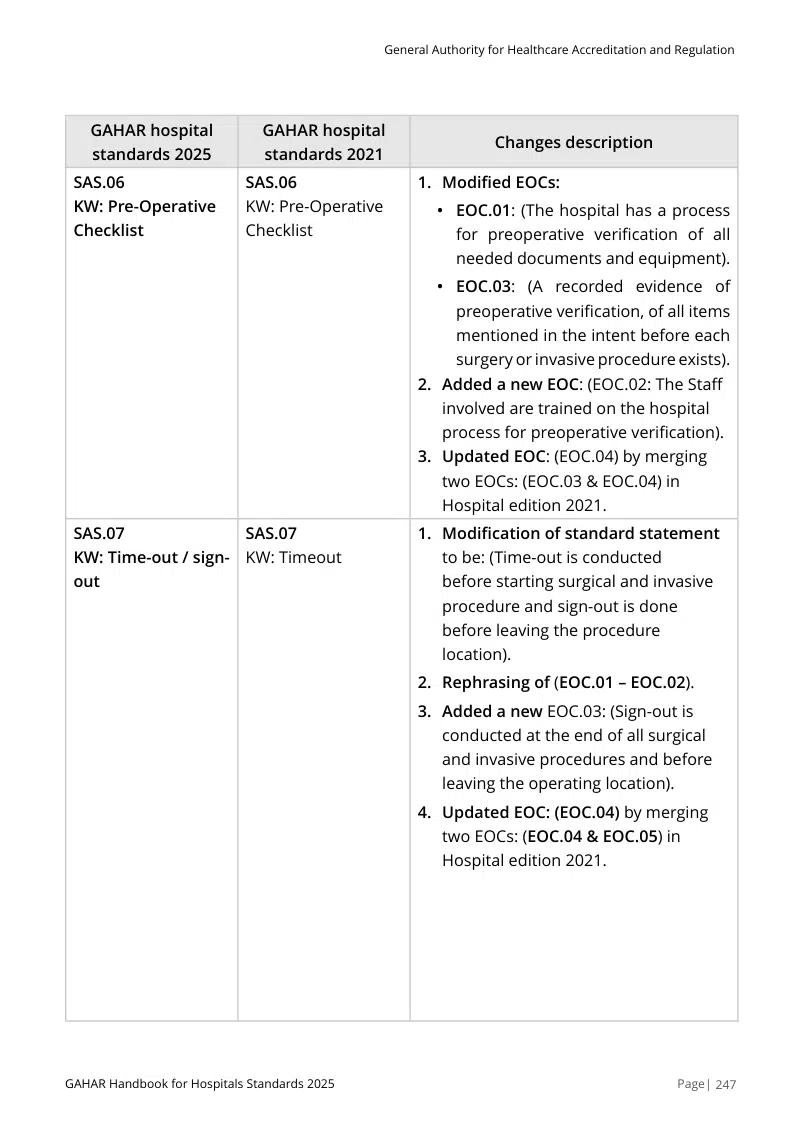 General Authority for Healthcare Accreditation and Regulation
GAHAR hospital
standards 2025
GAHAR hospital
standards 2021
Changes description
SAS.06
KW: Pre-Operative
Checklist
SAS.06
KW: Pre-Operative
Checklist
1. Modified EOCs:
• EOC.01: (The hospital has a process
for preoperative verification of all
needed documents and equipment).
• EOC.03: (A recorded evidence of
preoperative verification, of all items
mentioned in the intent before each
surgery or invasive procedure exists).
2. Added a new EOC: (EOC.02: The Staff
involved are trained on the hospital
process for preoperative verification).
3. Updated EOC: (EOC.04) by merging
two EOCs: (EOC.03 & EOC.04) in
Hospital edition 2021.
SAS.07
KW: Time-out / sign-
out
SAS.07
KW: Timeout
1. Modification of standard statement
to be: (Time-out is conducted
before starting surgical and invasive
procedure and sign-out is done
before leaving the procedure
location).
2. Rephrasing of (EOC.01 – EOC.02).
3. Added a new EOC.03: (Sign-out is
conducted at the end of all surgical
and invasive procedures and before
leaving the operating location).
4. Updated EOC: (EOC.04) by merging
two EOCs: (EOC.04 & EOC.05) in
Hospital edition 2021.
GAHAR Handbook for Hospitals Standards 2025
Page| 247